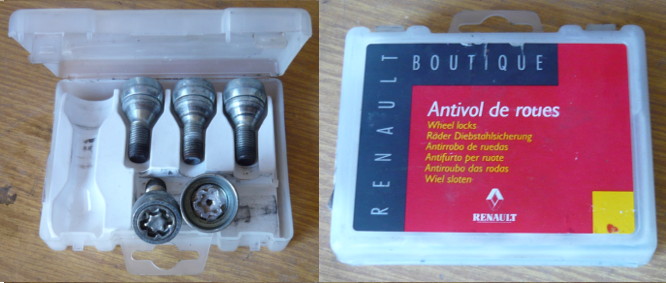 RENAULT
BOUTIQUE
Antivol de roues
Wheel locks
Räder Diebstahlsicherung
Antirrobo de ruedas
Antifurto per ruote
Antiroubo das rodas
Wiel sloten
RENAULT